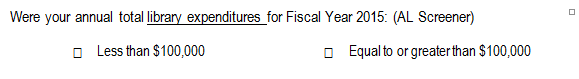 Were your annual total library expenditures for Fiscal Year 2015: (AL Screener)
□ Less than $100,000 □ Equal to or greater than $100,000